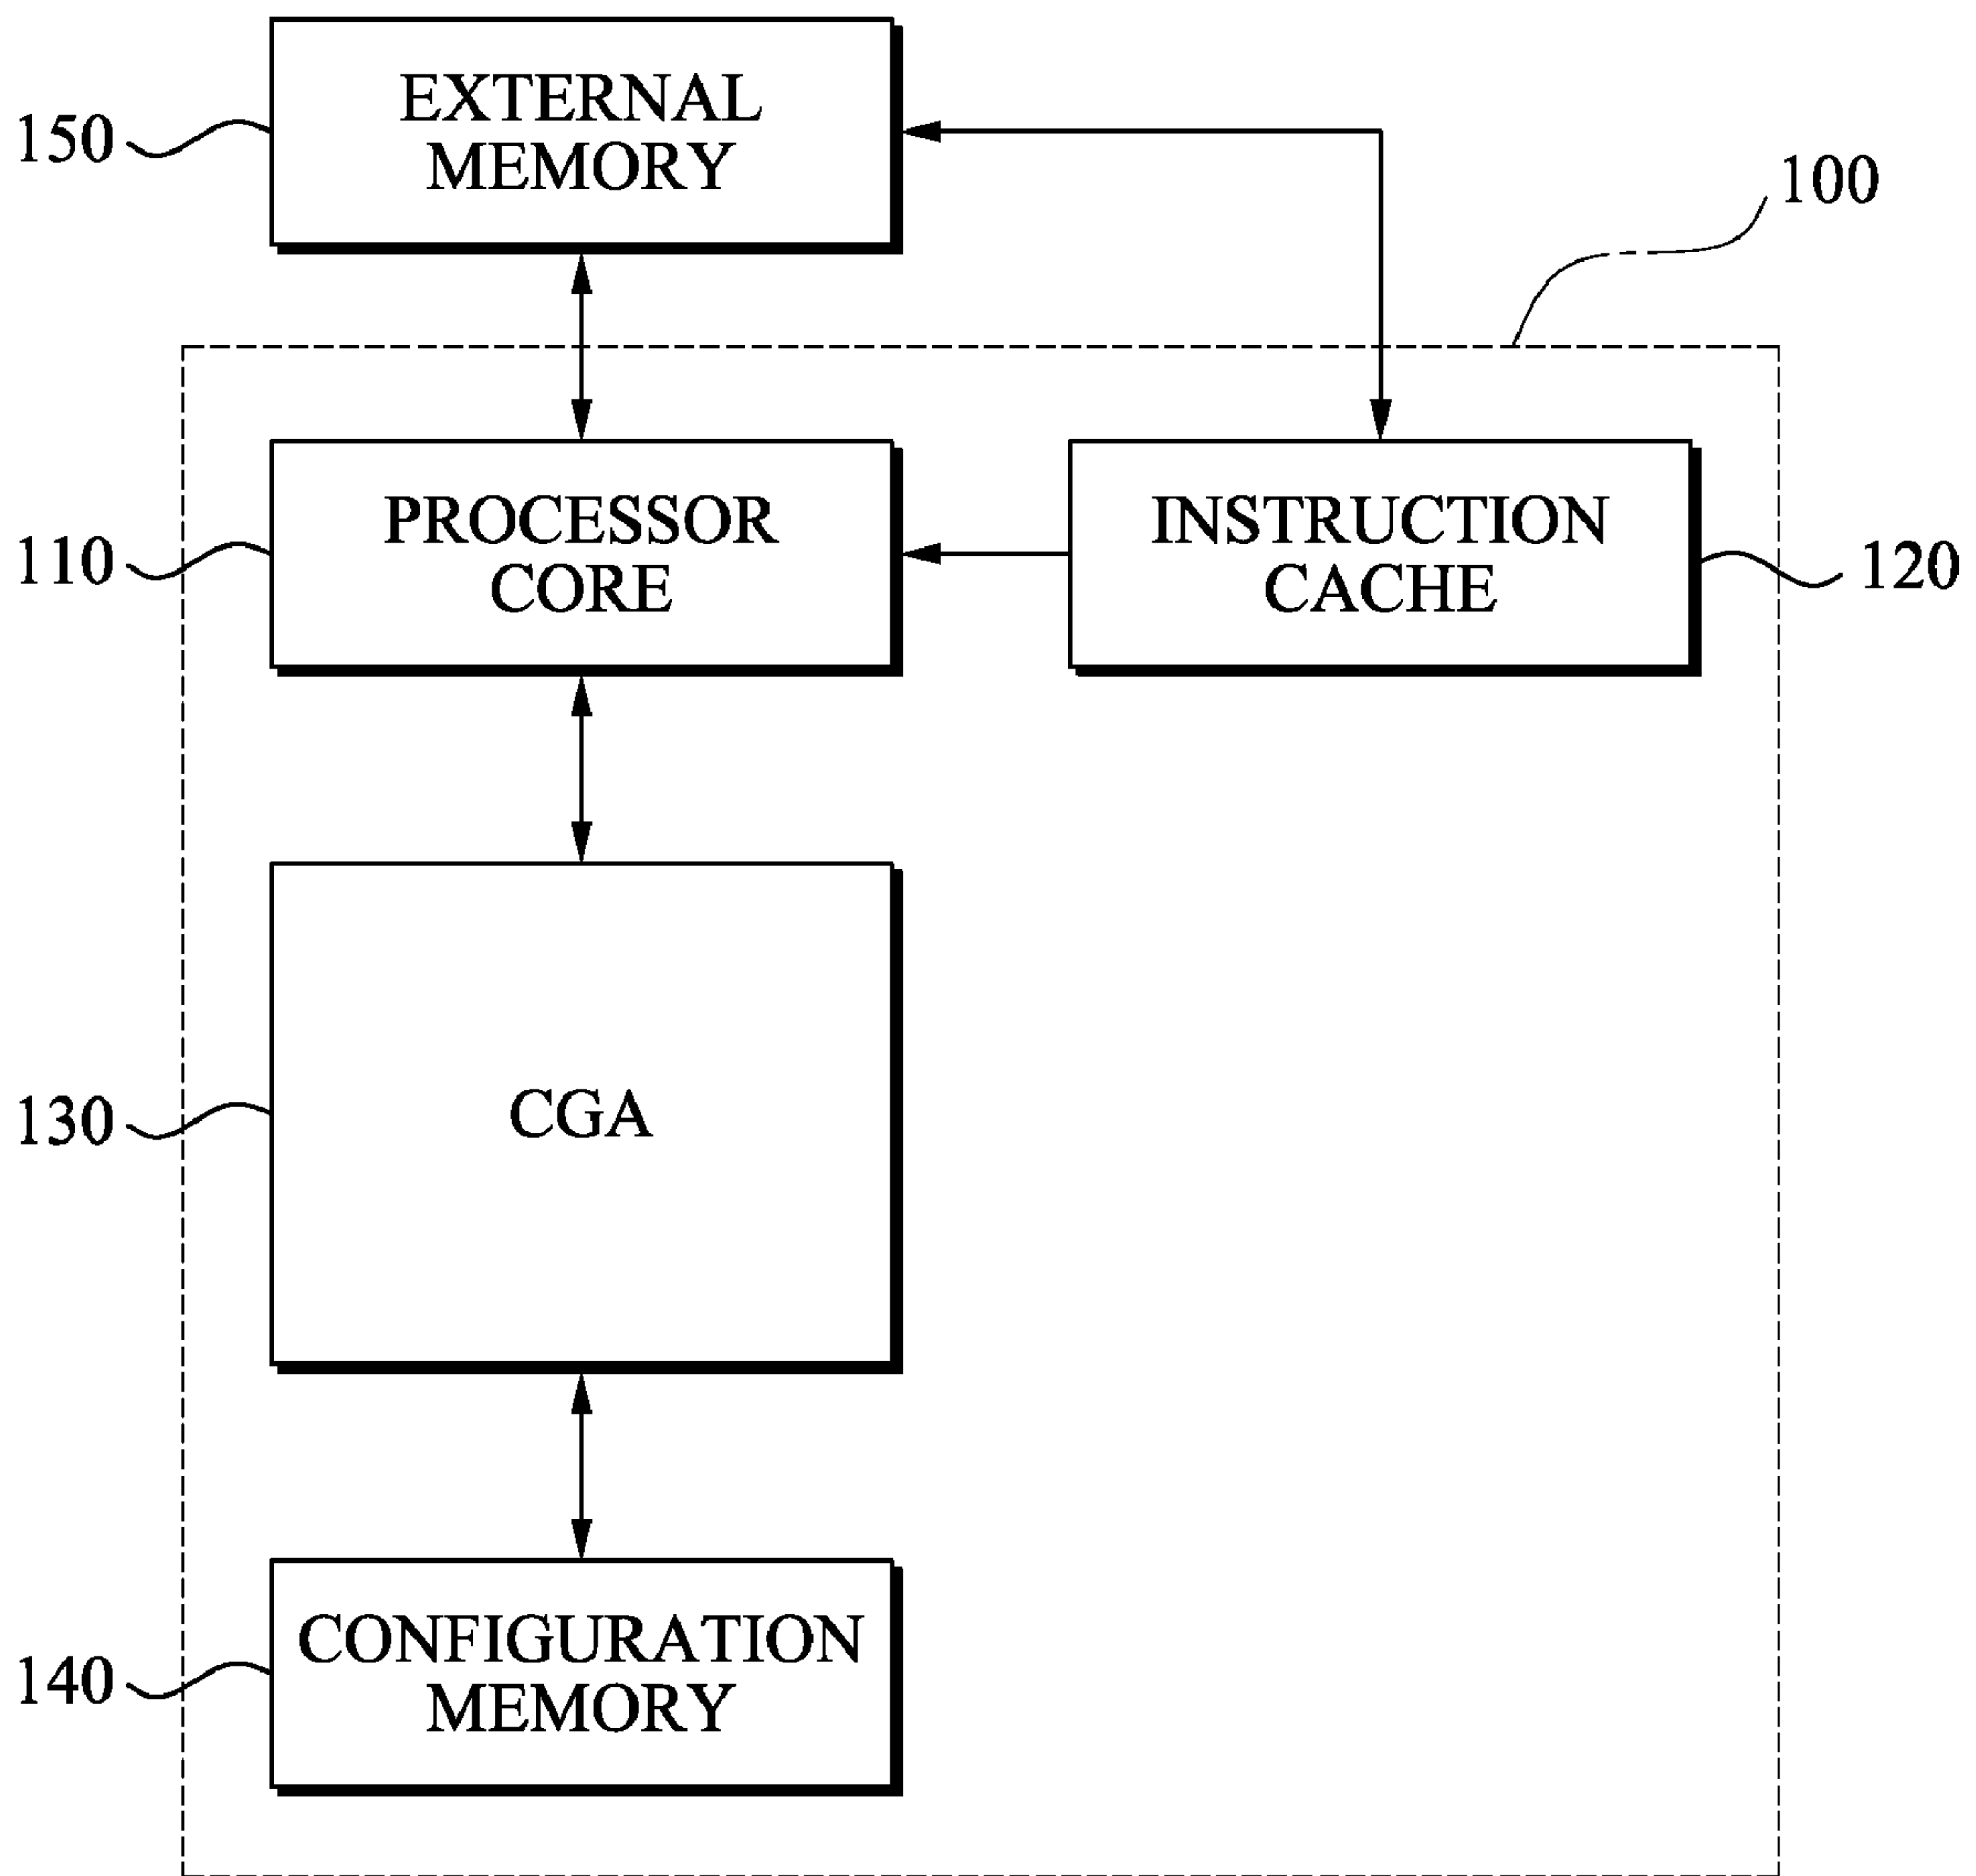 EXTERNAL
MEMORY
150
100
PROCESSOR
CORE
110
INSTRUCTION
CACHE
120
CGA
130
CONFIGURATION
MEMORY
140